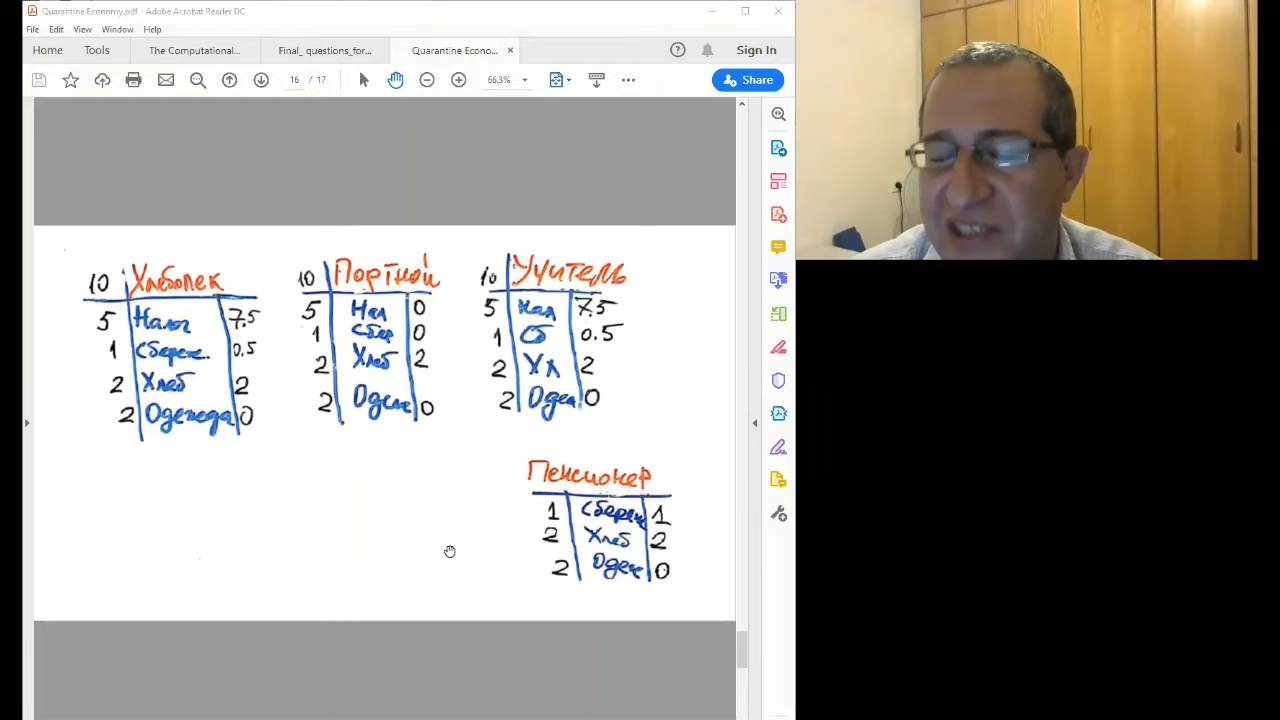 Quarantine Economy.pdf - Adobe Acrobat Reader DC
File Edit View Window Help
Home Tools The Computational... Final_ questions_for... Quarantine Econo... × Sign In
16 / 17 66.3% Share
10 Хлебопек
5 Налог 7.5
1 Сбереж. 0.5
2 Хлеб 2
2 Одежда 0
10 Портной
5 Нал 0
1 Сбер 0
2 Хлеб 2
2 Одеж 0
10 Учитель
5 Нал 7.5
1 Сб 0.5
2 Хл 2
2 Одеж 0
Пенсионер
1 Сбереж 1
2 Хлеб 2
2 Одеж 0